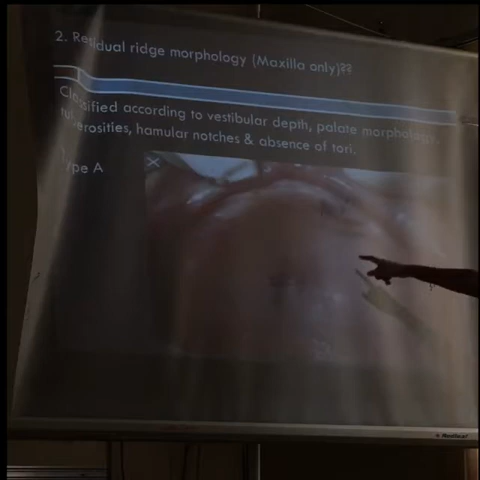 2. Residual ridge morphology (Maxilla only)??
Classified according to vestibular depth, palate morphology,
tuberosities, hamular notches & absence of tori.
Type A